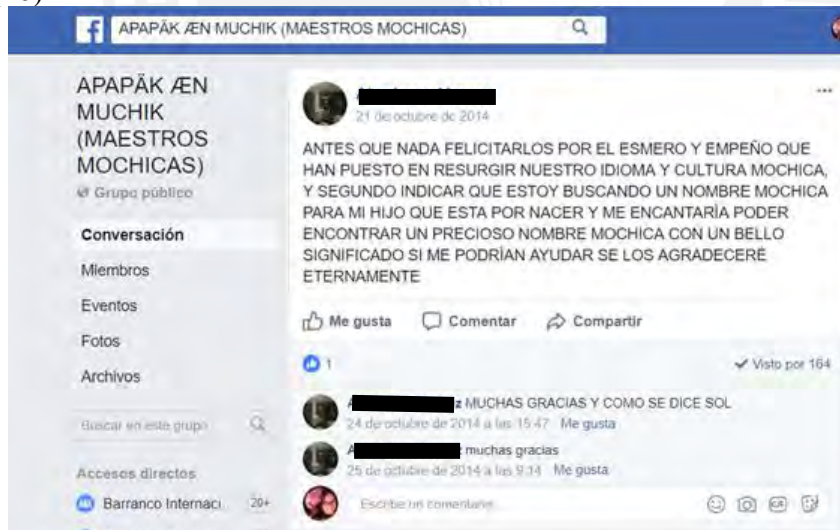 f APAPÄK ÆN MUCHIK (MAESTROS MOCHICAS)
APAPÄK ÆN
MUCHIK
(MAESTROS
MOCHICAS)
Grupo público
Conversación
Miembros
Eventos
Fotos
Archivos
Buscar en este grupo
Accesos directos
Barranco Internaci 20+
21 de octubre de 2014
ANTES QUE NADA FELICITARLOS POR EL ESMERO Y EMPEÑO QUE
HAN PUESTO EN RESURGIR NUESTRO IDIOMA Y CULTURA MOCHICA,
Y SEGUNDO INDICAR QUE ESTOY BUSCANDO UN NOMBRE MOCHICA
PARA MI HIJO QUE ESTA POR NACER Y ME ENCANTARÍA PODER
ENCONTRAR UN PRECIOSO NOMBRE MOCHICA CON UN BELLO
SIGNIFICADO SI ME PODRÍAN AYUDAR SE LOS AGRADECERÉ
ETERNAMENTE
Me gusta Comentar Compartir
1 Visto por 164
z MUCHAS GRACIAS Y COMO SE DICE SOL
24 de octubre de 2014 a las 15:47 Me gusta
muchas gracias
25 de octubre de 2014 a las 9:14 Me gusta
Escribe un comentario... GIF